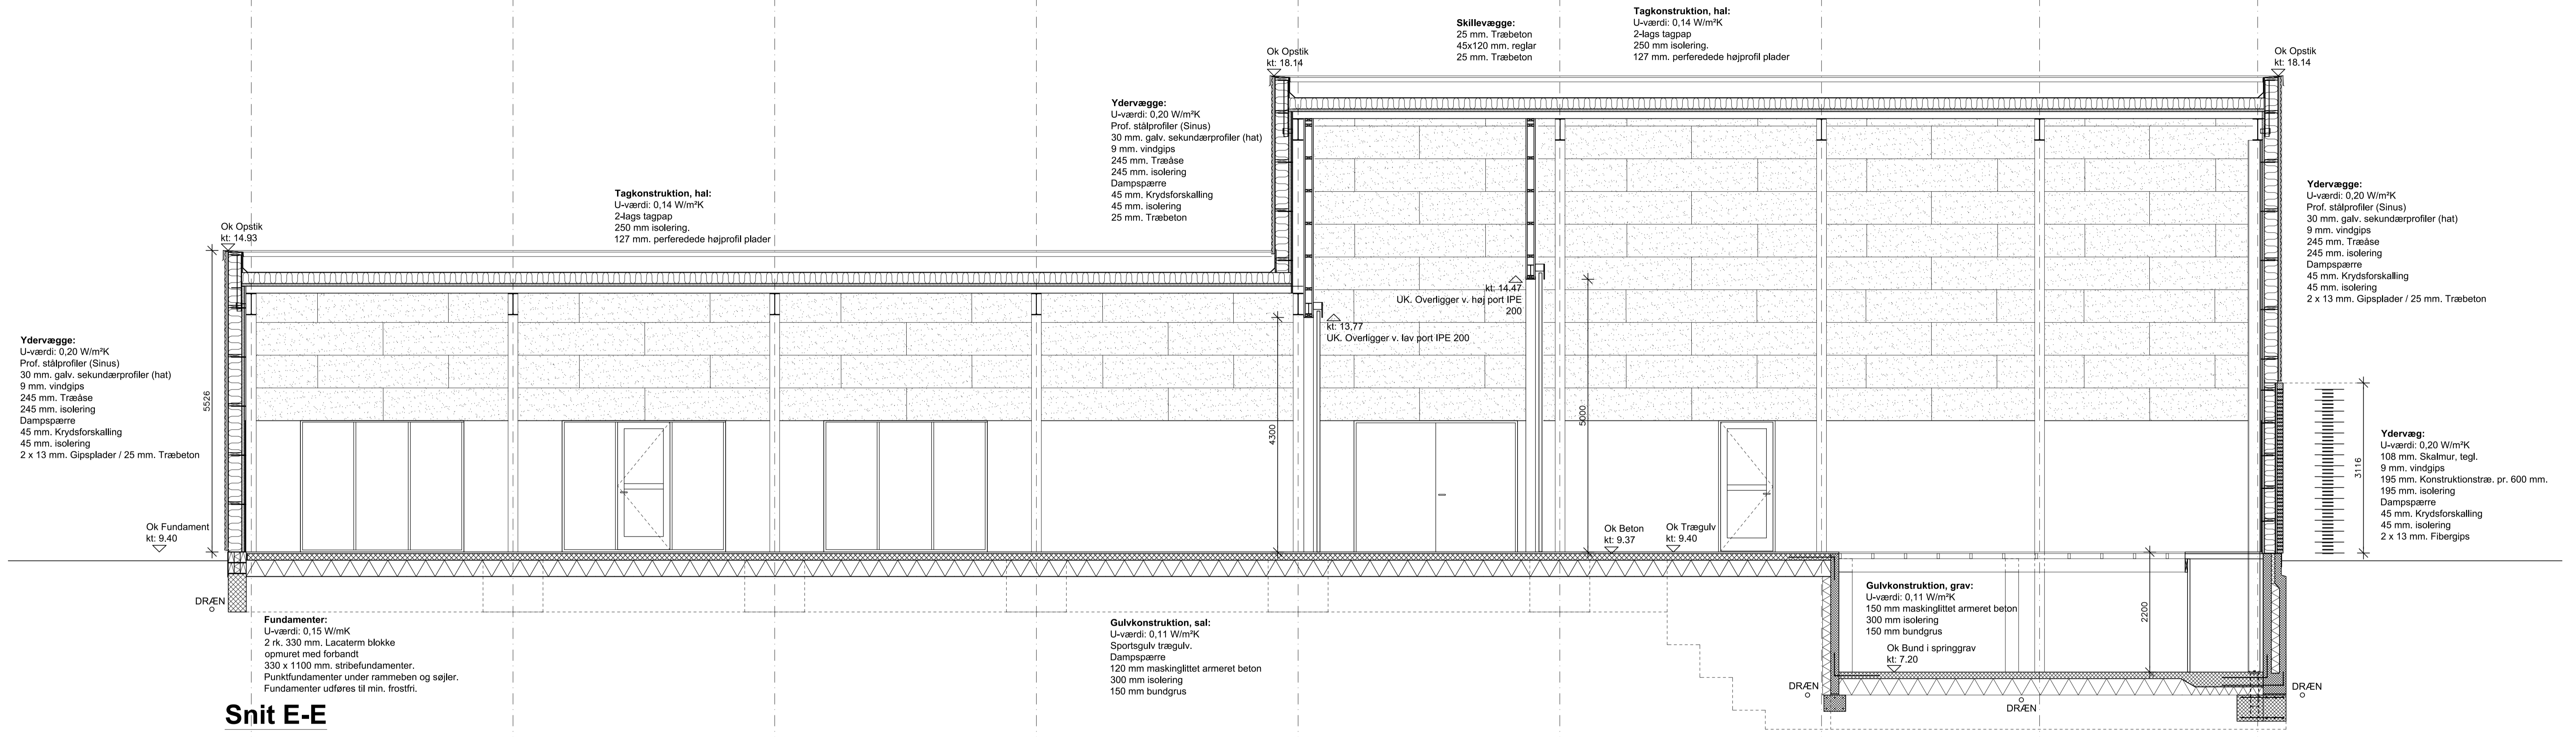 Skillevægge:
25 mm. Træbeton
45x120 mm. reglar
25 mm. Træbeton
Tagkonstruktion, hal:
U-værdi: 0,14 W/m²K
2-lags tagpap
250 mm isolering.
127 mm. perferedede højprofil plader
Ok Opstik
kt: 18.14
Ok Opstik
kt: 18.14
Ydervægge:
U-værdi: 0,20 W/m²K
Prof. stålprofiler (Sinus)
30 mm. galv. sekundærprofiler (hat)
9 mm. vindgips
245 mm. Træåse
245 mm. isolering
Dampspærre
45 mm. Krydsforskalling
45 mm. isolering
25 mm. Træbeton
Tagkonstruktion, hal:
U-værdi: 0,14 W/m²K
2-lags tagpap
250 mm isolering.
127 mm. perferedede højprofil plader
Ydervægge:
U-værdi: 0,20 W/m²K
Prof. stålprofiler (Sinus)
30 mm. galv. sekundærprofiler (hat)
9 mm. vindgips
245 mm. Træåse
245 mm. isolering
Dampspærre
45 mm. Krydsforskalling
45 mm. isolering
2 x 13 mm. Gipsplader / 25 mm. Træbeton
Ok Opstik
kt: 14.93
kt: 14.47
UK. Overligger v. høj port IPE
200
kt: 13.77
UK. Overligger v. lav port IPE 200
Ydervægge:
U-værdi: 0,20 W/m²K
Prof. stålprofiler (Sinus)
30 mm. galv. sekundærprofiler (hat)
9 mm. vindgips
245 mm. Træåse
245 mm. isolering
Dampspærre
45 mm. Krydsforskalling
45 mm. isolering
2 x 13 mm. Gipsplader / 25 mm. Træbeton
5526
4300
5000
3116
Ydervæg:
U-værdi: 0,20 W/m²K
108 mm. Skalmur, tegl.
9 mm. vindgips
195 mm. Konstruktionstræ. pr. 600 mm.
195 mm. isolering
Dampspærre
45 mm. Krydsforskalling
45 mm. isolering
2 x 13 mm. Fibergips
Ok Fundament
kt: 9.40
Ok Beton
kt: 9.37
Ok Trægulv
kt: 9.40
DRÆN
Fundamenter:
U-værdi: 0,15 W/mK
2 rk. 330 mm. Lacaterm blokke
opmuret med forbandt
330 x 1100 mm. stribefundamenter.
Punktfundamenter under rammeben og søjler.
Fundamenter udføres til min. frostfri.
Gulvkonstruktion, sal:
U-værdi: 0,11 W/m²K
Sportsgulv trægulv.
Dampspærre
120 mm maskinglittet armeret beton
300 mm isolering
150 mm bundgrus
Gulvkonstruktion, grav:
U-værdi: 0,11 W/m²K
150 mm maskinglittet armeret beton
300 mm isolering
150 mm bundgrus
2200
Ok Bund i springgrav
kt: 7.20
DRÆN
DRÆN
DRÆN
Snit E-E